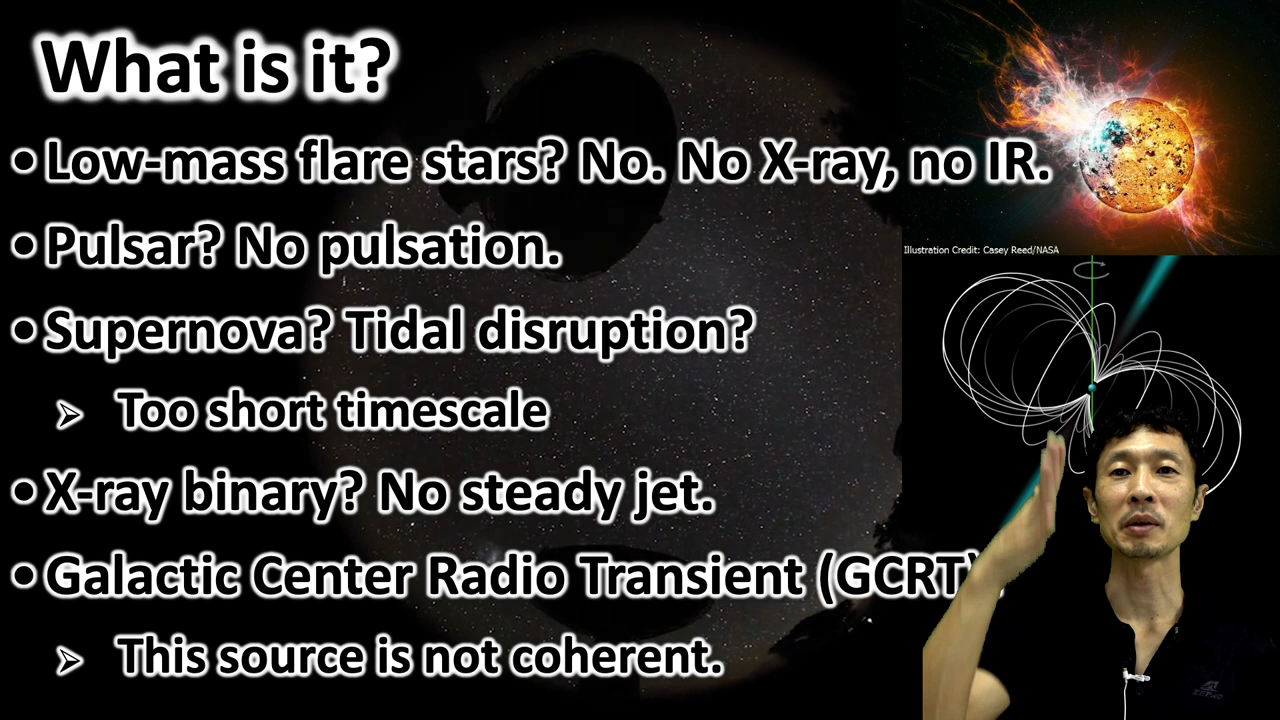 What is it?
• Low-mass flare stars? No. No X-ray, no IR.
• Pulsar? No pulsation.
• Supernova? Tidal disruption?
➢ Too short timescale
• X-ray binary? No steady jet.
• Galactic Center Radio Transient (GCRT)
➢ This source is not coherent.
Illustration Credit: Casey Reed/NASA